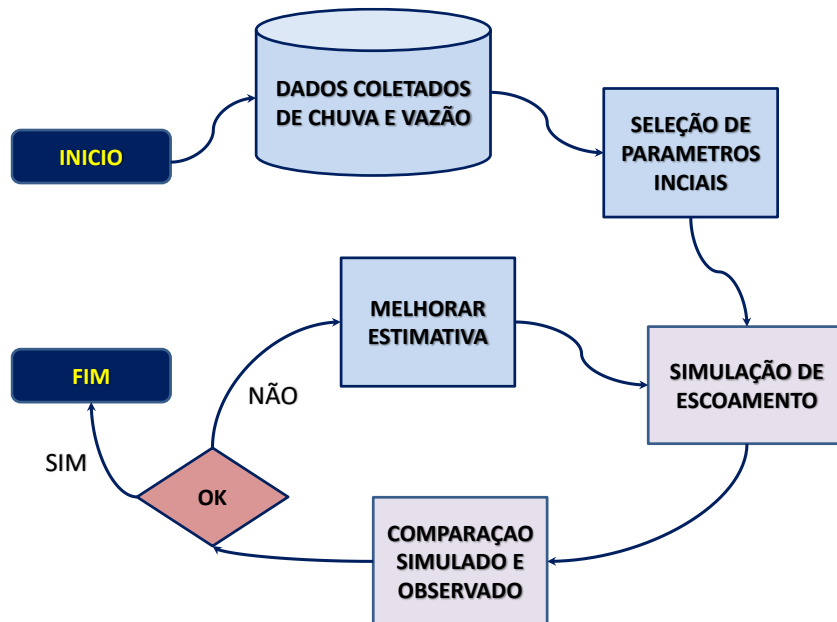 INICIO
DADOS COLETADOS
DE CHUVA E VAZÃO
SELEÇÃO DE
PARAMETROS
INCIAIS
SIMULAÇÃO DE
ESCOAMENTO
COMPARAÇAO
SIMULADO E
OBSERVADO
OK
NÃO
MELHORAR
ESTIMATIVA
SIM
FIM